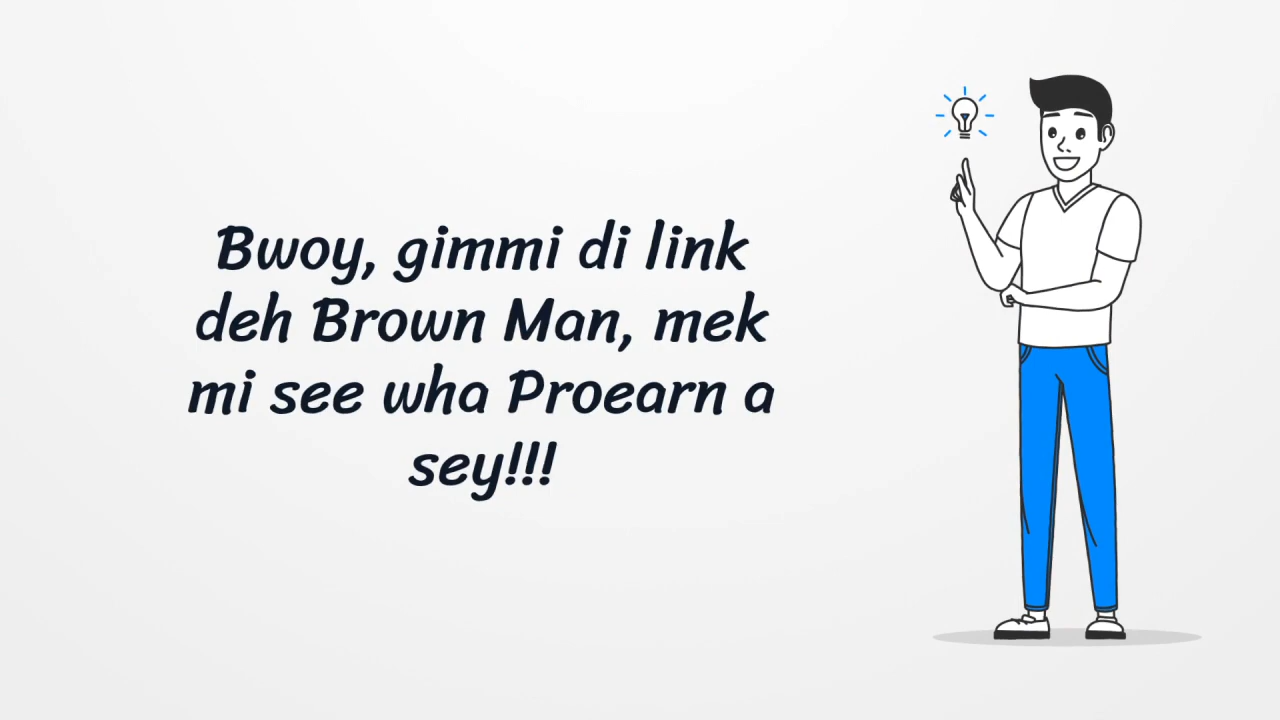 Bwoy, gimmi di link
deh Brown Man, mek
mi see wha Proearn a
sey!!!